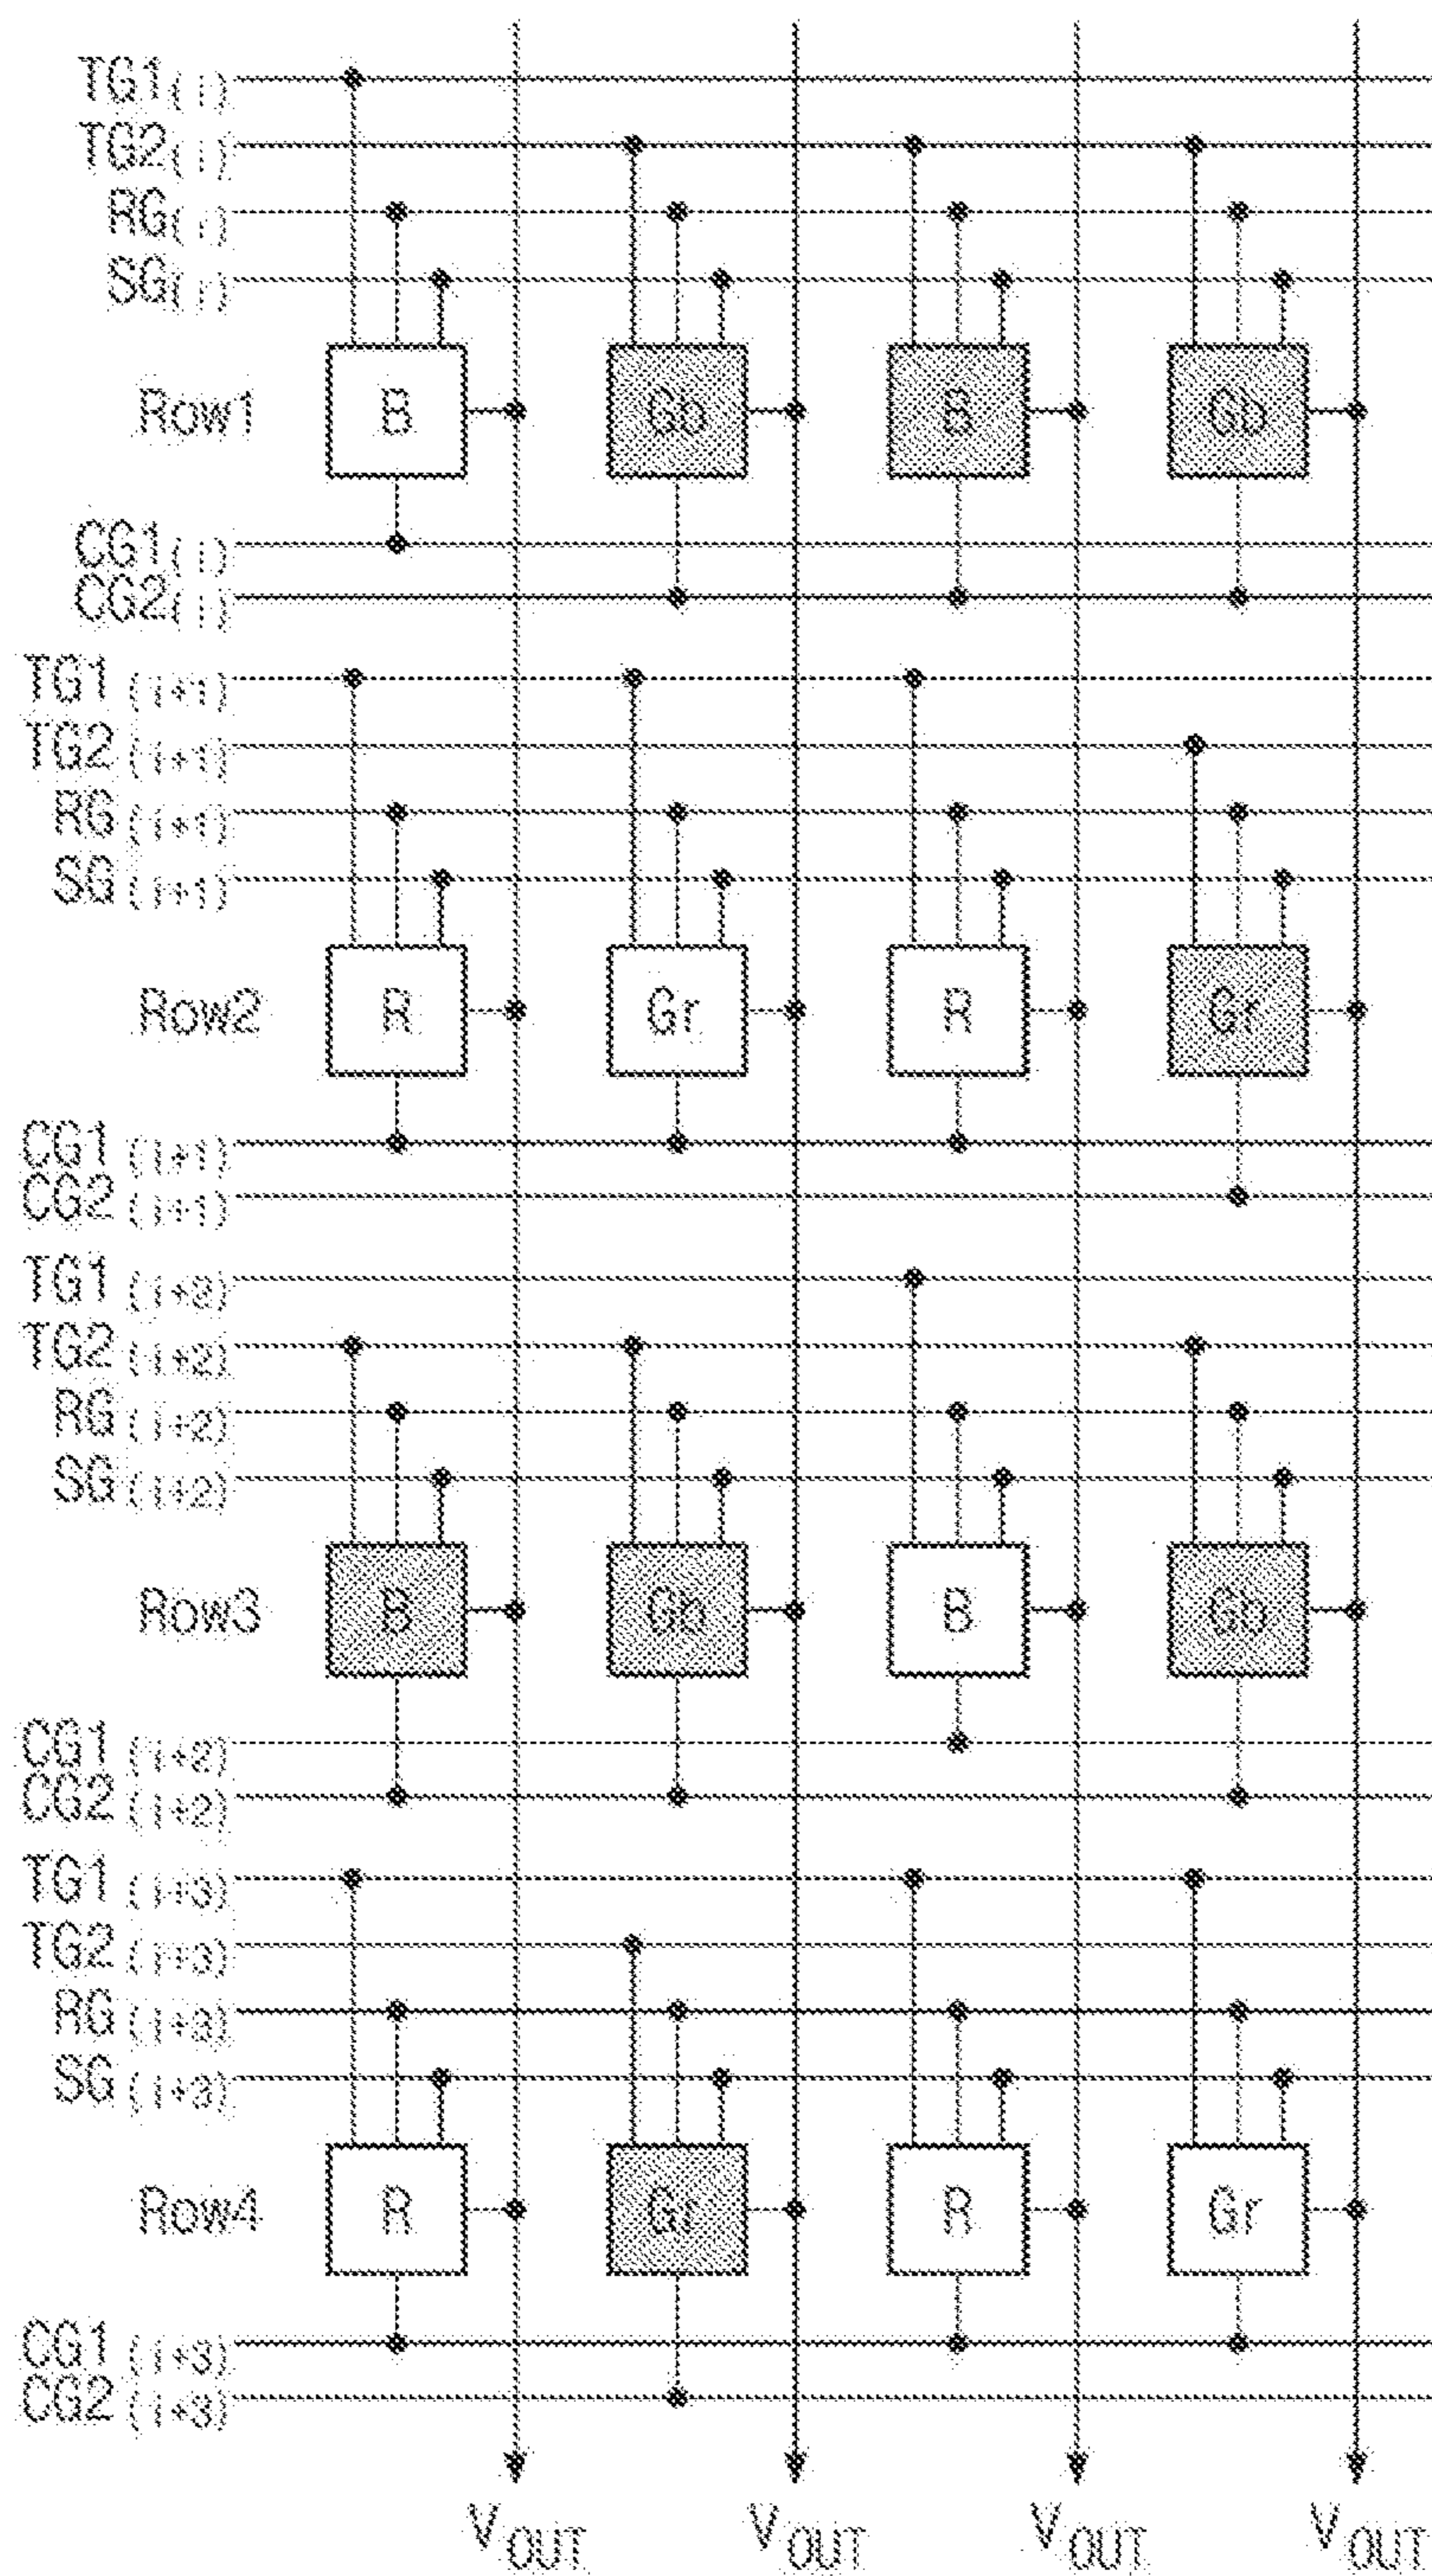 TG1(i)
TG2(i)
RG(i)
SG(i)
Row1 B Gb B Gb
CG1(i)
CG2(i)
TG1(i+1)
TG2(i+1)
RG(i+1)
SG(i+1)
Row2 R Gr R Gr
CG1(i+1)
CG2(i+1)
TG1(i+2)
TG2(i+2)
RG(i+2)
SG(i+2)
Row3 B Gb B Gb
CG1(i+2)
CG2(i+2)
TG1(i+3)
TG2(i+3)
RG(i+3)
SG(i+3)
Row4 R Gr R Gr
CG1(i+3)
CG2(i+3)
VOUT VOUT VOUT VOUT